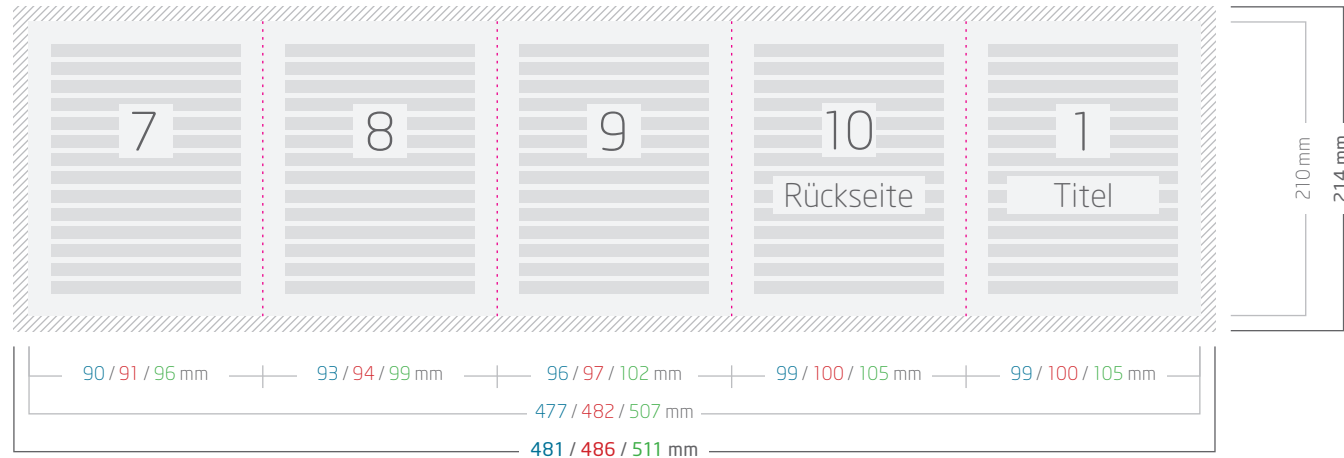 7
8
9
10
1
Rückseite
Titel
210 mm
214 mm
90 / 91 / 96 mm
93 / 94 / 99 mm
96 / 97 / 102 mm
99 / 100 / 105 mm
99 / 100 / 105 mm
477 / 482 / 507 mm
481 / 486 / 511 mm